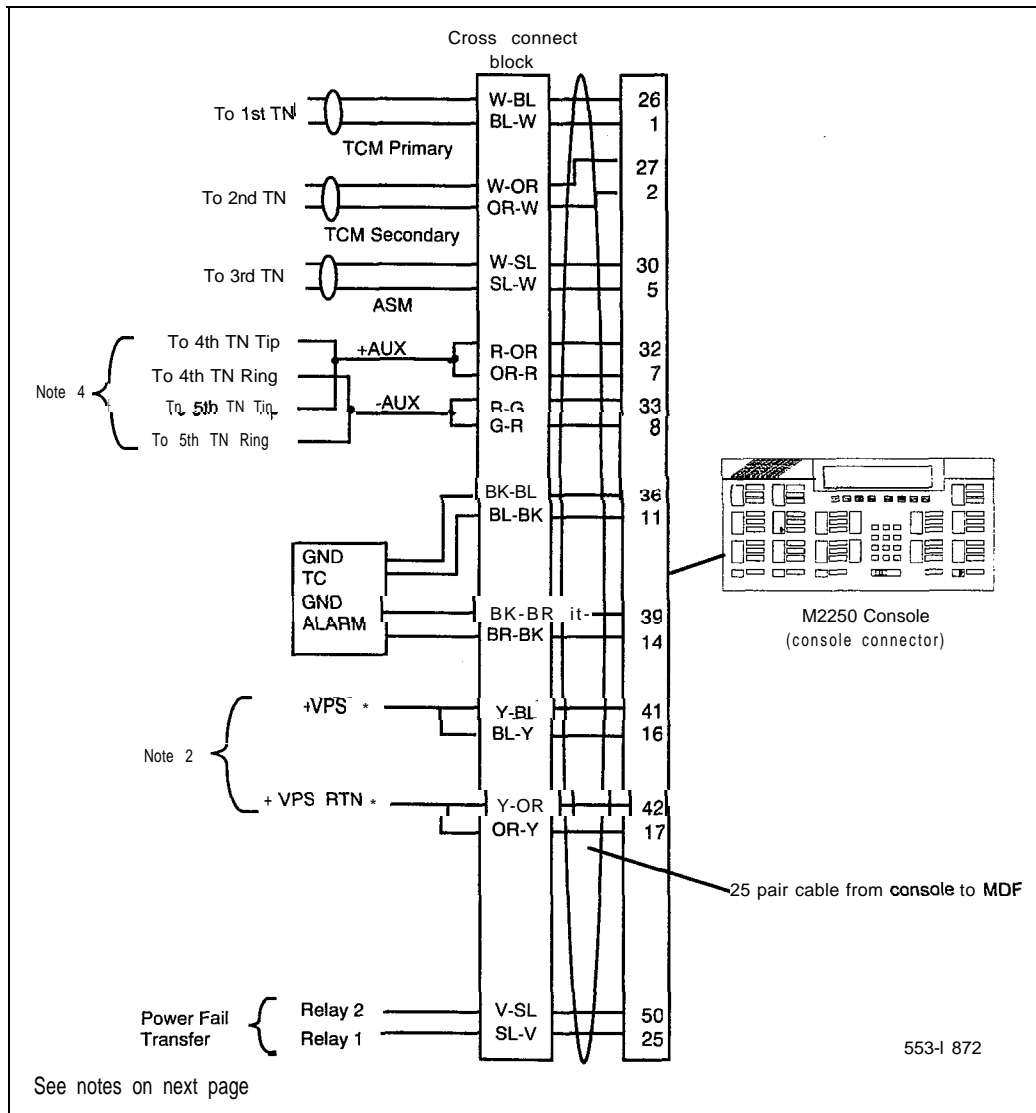 Cross connect
block
To 1st TN
W-BL
26
BL-W
1
TCM Primary
27
To 2nd TN
W-OR
2
OR-W
TCM Secondary
To 3rd TN
W-SL
30
SL-W
5
ASM
To 4th TN Tip
+AUX
R-OR
32
To 4th TN Ring
OR-R
7
Note 4
5th TN
-AUX
R-G
33
To 5th TN Ring
G-R
8
BK-BL
36
BL-BK
11
GND
TC
GND
ALARM
BK-BR it-
39
BR-BK
14
M2250 Console
(console connector)
+VPS *
Y-BL
41
BL-Y
16
Note 2
+ VPS RTN *
Y-OR
42
OR-Y
17
25 pair cable from console to MDF
Power Fail
Transfer
Relay 2
V-SL
50
Relay 1
SL-V
25
553-I 872
See notes on next page